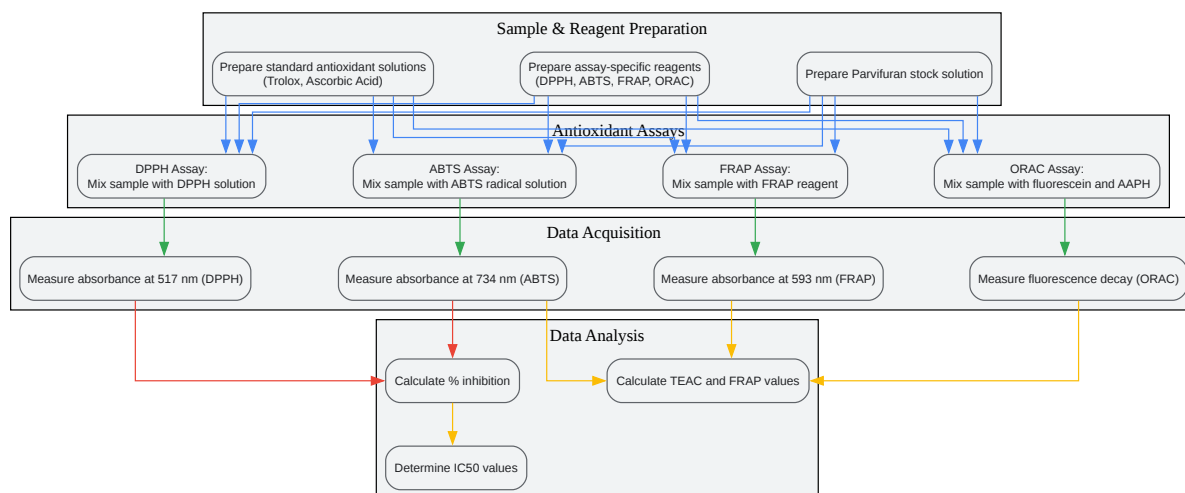 Sample & Reagent Preparation
Prepare standard antioxidant solutions
(Trolox, Ascorbic Acid)
Prepare assay-specific reagents
(DPPH, ABTS, FRAP, ORAC)
Prepare Parvifuran stock solution
Antioxidant Assays
DPPH Assay:
Mix sample with DPPH solution
ABTS Assay:
Mix sample with ABTS radical solution
FRAP Assay:
Mix sample with FRAP reagent
ORAC Assay:
Mix sample with fluorescein and AAPH
Data Acquisition
Measure absorbance at 517 nm (DPPH)
Measure absorbance at 734 nm (ABTS)
Measure absorbance at 593 nm (FRAP)
Measure fluorescence decay (ORAC)
Data Analysis
Calculate % inhibition
Calculate TEAC and FRAP values
Determine IC50 values